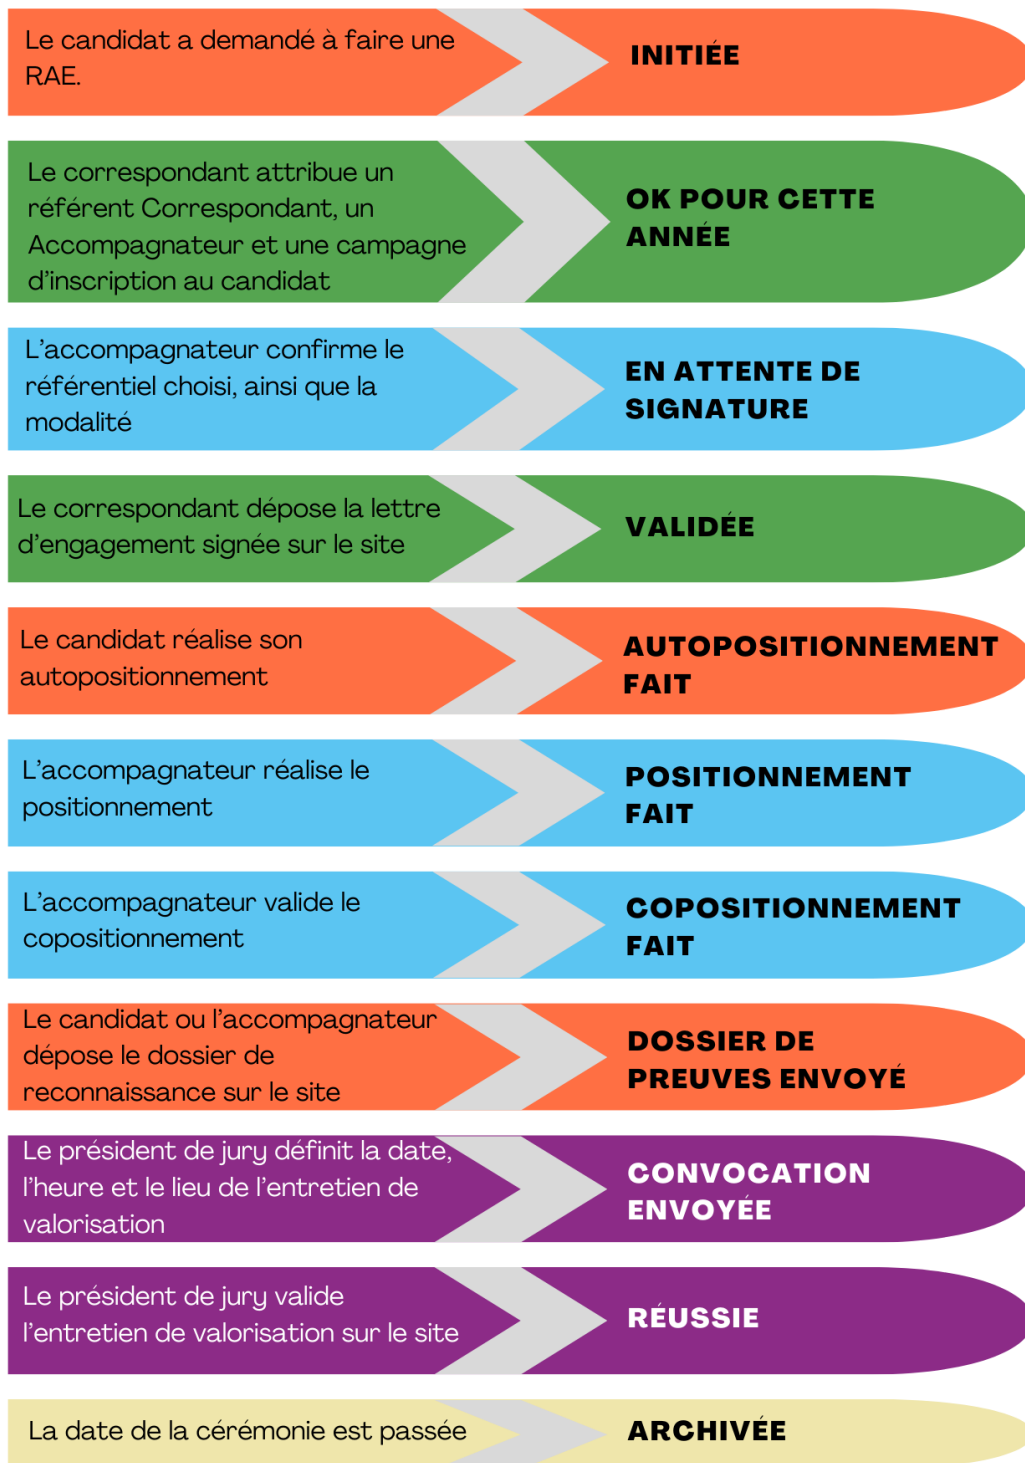 Le candidat a demandé à faire une
RAE.
INITIÉE
Le correspondant attribue un
référent Correspondant, un
Accompagnateur et une campagne
d'inscription au candidat
OK POUR CETTE
ANNÉE
L'accompagnateur confirme le
référentiel choisi, ainsi que la
modalité
EN ATTENTE DE
SIGNATURE
Le correspondant dépose la lettre
d'engagement signée sur le site
VALIDÉE
Le candidat réalise son
autopositionnement
AUTOPOSITIONNEMENT
FAIT
L'accompagnateur réalise le
positionnement
POSITIONNEMENT
FAIT
L'accompagnateur valide le
copositionnement
COPOSITIONNEMENT
FAIT
Le candidat ou l'accompagnateur
dépose le dossier de
reconnaissance sur le site
DOSSIER DE
PREUVES ENVOYÉ
Le président de jury définit la date,
l'heure et le lieu de l'entretien de
valorisation
CONVOCATION
ENVOYÉE
Le président de jury valide
l'entretien de valorisation sur le site
RÉUSSIE
La date de la cérémonie est passée
ARCHIVÉE